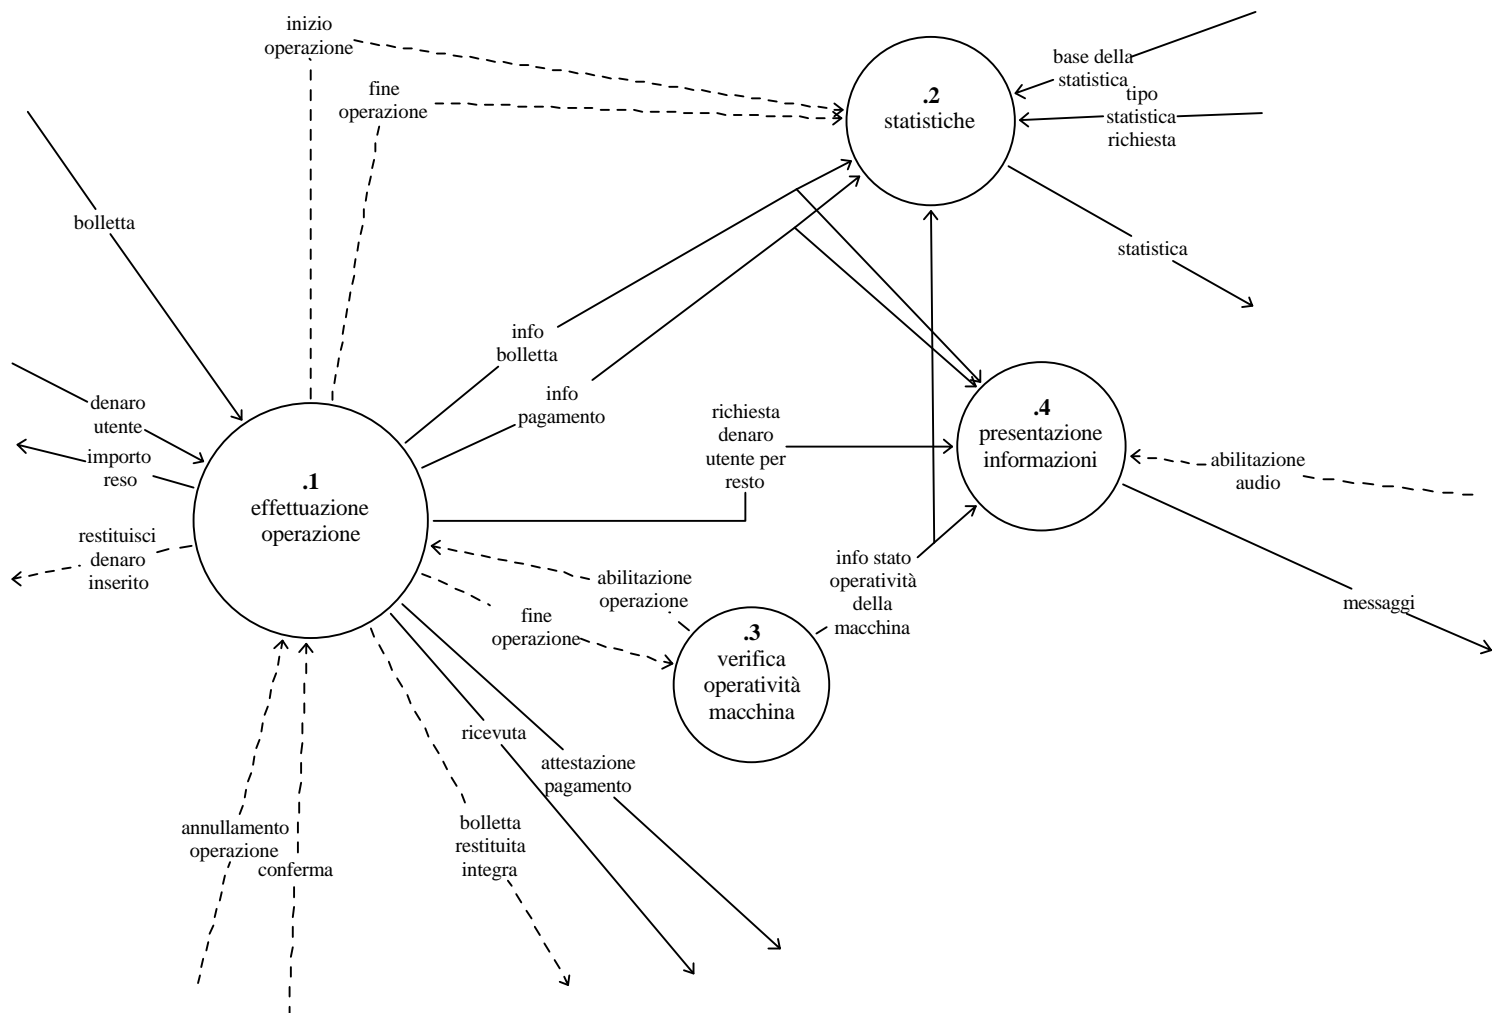 inizio
operazione
fine
operazione
base della
statistica
tipo
statistica
richiesta
.2
statistiche
bolletta
statistica
info
bolletta
info
pagamento
denaro
utente
importo
reso
richiesta
denaro
utente per
resto
.4
presentazione
informazioni
abilitazione
audio
.1
effettuazione
operazione
restituisci
denaro
inserito
abilitazione
operazione
fine
operazione
info stato
operatività
della
macchina
messaggi
.3
verifica
operatività
macchina
ricevuta
attestazione
pagamento
annullamento
operazione
conferma
bolletta
restituita
integra